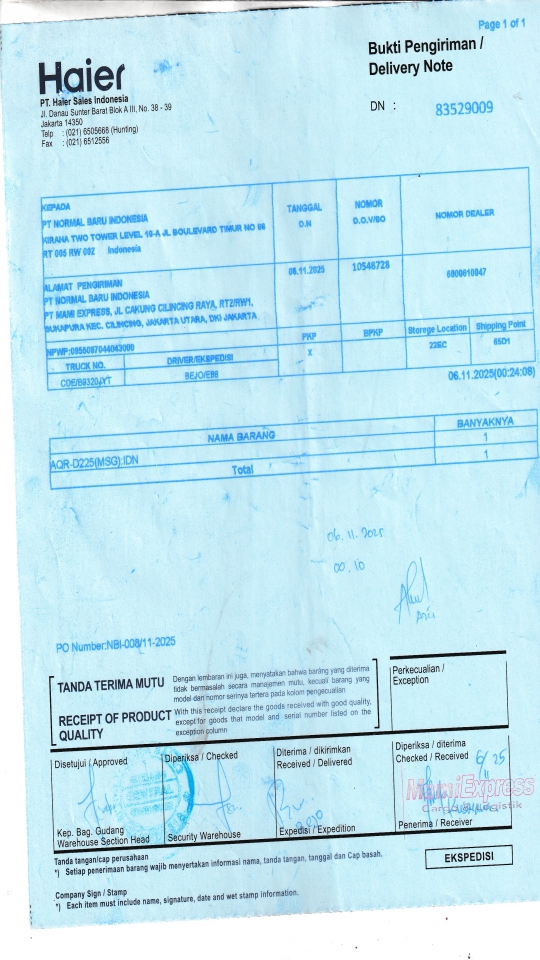 Page 1 of 1
Haier
PT. Haier Sales Indonesia
Jl. Danau Sunter Barat Blok A III, No. 38 - 39
Jakarta 14350
Telp : (021) 6505668 (Hunting)
Fax : (021) 6512556
Bukti Pengiriman /
Delivery Note
DN : 83529009
KEPADA
PT NORMAL BARU INDONESIA
KIRANA TWO TOWER LEVEL 10-A JL BOULEVARD TIMUR NO 88
RT 005 RW 002 Indonesia
TANGGAL
D.N
NOMOR
D.O.V/SO
NOMOR DEALER
ALAMAT PENGIRIMAN
PT NORMAL BARU INDONESIA
PT MAMI EXPRESS, JL CAKUNG CILINCING RAYA, RT2/RW1,
SUKAPURA KEC. CILINCING, JAKARTA UTARA, DKI JAKARTA
06.11.2025
10546728
NPWP:
PKP
BPKP
Storege Location
Shipping Point
TRUCK NO.
DRIVER/EKSPEDISI
X
CDE/B9320JYT
BEJO/EBS
06.11.2025(00:24:08)
NAMA BARANG
BANYAKNYA
AQR-D225(MSG).IDN
1
Total
1
06.11.2025
00.10
PO Number:NBI-008/11-2025
TANDA TERIMA MUTU
Dengan lembaran ini juga, menyatakan bahwa barang yang diterima
tidak bermasalah secara manajemen mutu, kecuali barang yang
model dan nomor serinya tertera pada kolom pengecualian
RECEIPT OF PRODUCT
QUALITY
With this receipt declare the goods received with good quality,
except for goods that model and serial number listed on the
exception column
Perkecualian /
Exception
Disetujui / Approved
Diperiksa / Checked
Diterima / dikirimkan
Received / Delivered
Diperiksa / diterima
Checked / Received
MamiExpress
Cargo & Logistik
Kep. Bag. Gudang
Warehouse Section Head
Security Warehouse
Expedisi / Expedition
Penerima / Receiver
Tanda tangan/cap perusahaan
*) Setiap penerimaan barang wajib menyertakan informasi nama, tanda tangan, tanggal dan Cap basah.
EKSPEDISI
Company Sign / Stamp
*) Each item must include name, signature, date and wet stamp information.